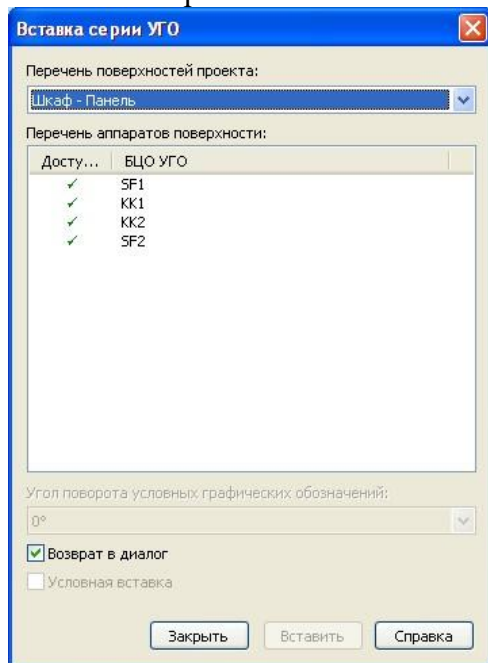 Вставка серии УГО
Перечень поверхностей проекта:
Шкаф - Панель
Перечень аппаратов поверхности:
Досту... БЦО УГО
SF1
KK1
KK2
SF2
Угол поворота условных графических обозначений:
0°
Возврат в диалог
Условная вставка
Закрыть Вставить Справка